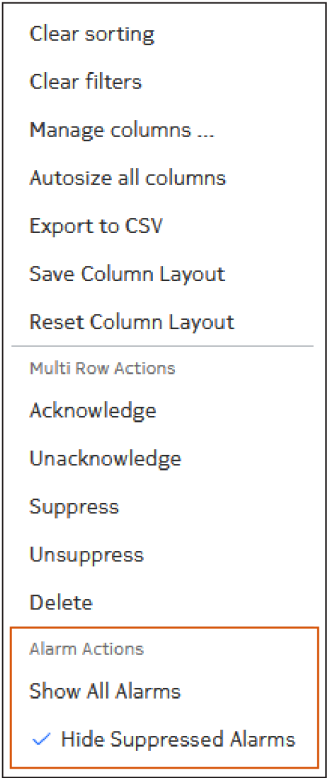 Clear sorting
Clear filters
Manage columns ...
Autosize all columns
Export to CSV
Save Column Layout
Reset Column Layout
Multi Row Actions
Acknowledge
Unacknowledge
Suppress
Unsuppress
Delete
Alarm Actions
Show All Alarms
Hide Suppressed Alarms